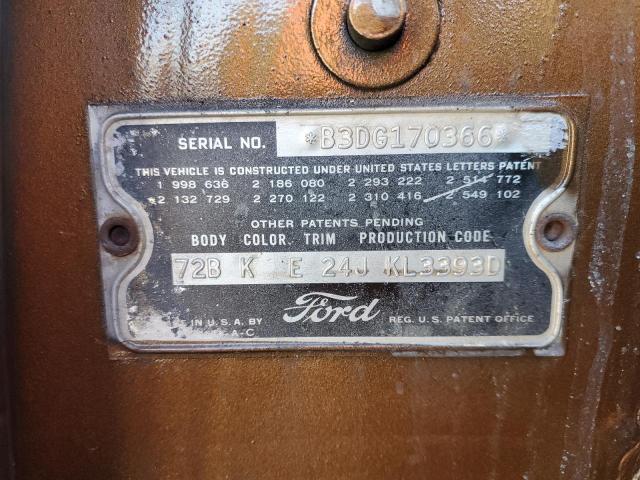 SERIAL NO. *B3DG170366*
THIS VEHICLE IS CONSTRUCTED UNDER UNITED STATES LETTERS PATENT
1 998 636 2 186 080 2 293 222 2 514 772
2 132 729 2 270 122 2 310 416 2 549 102
OTHER PATENTS PENDING
BODY COLOR. TRIM PRODUCTION CODE
72B K E 24J KL3393D
IN U.S.A. BY Ford REG. U.S. PATENT OFFICE
A-C